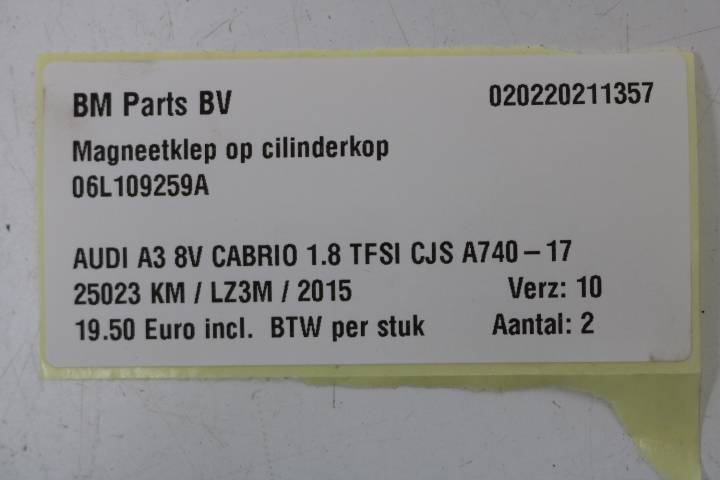 BM Parts BV 020220211357
Magneetklep op cilinderkop
06L109259A
AUDI A3 8V CABRIO 1.8 TFSI CJS A740 – 17
25023 KM / LZ3M / 2015 Verz: 10
19.50 Euro incl. BTW per stuk Aantal: 2